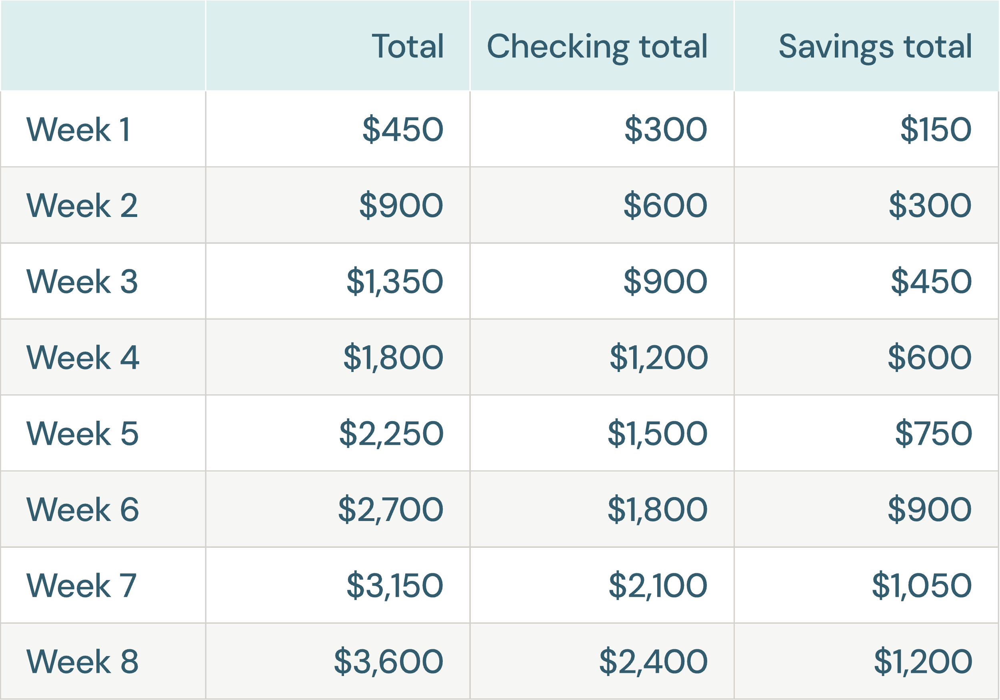 Total Checking total Savings total
Week 1 $450 $300 $150
Week 2 $900 $600 $300
Week 3 $1,350 $900 $450
Week 4 $1,800 $1,200 $600
Week 5 $2,250 $1,500 $750
Week 6 $2,700 $1,800 $900
Week 7 $3,150 $2,100 $1,050
Week 8 $3,600 $2,400 $1,200